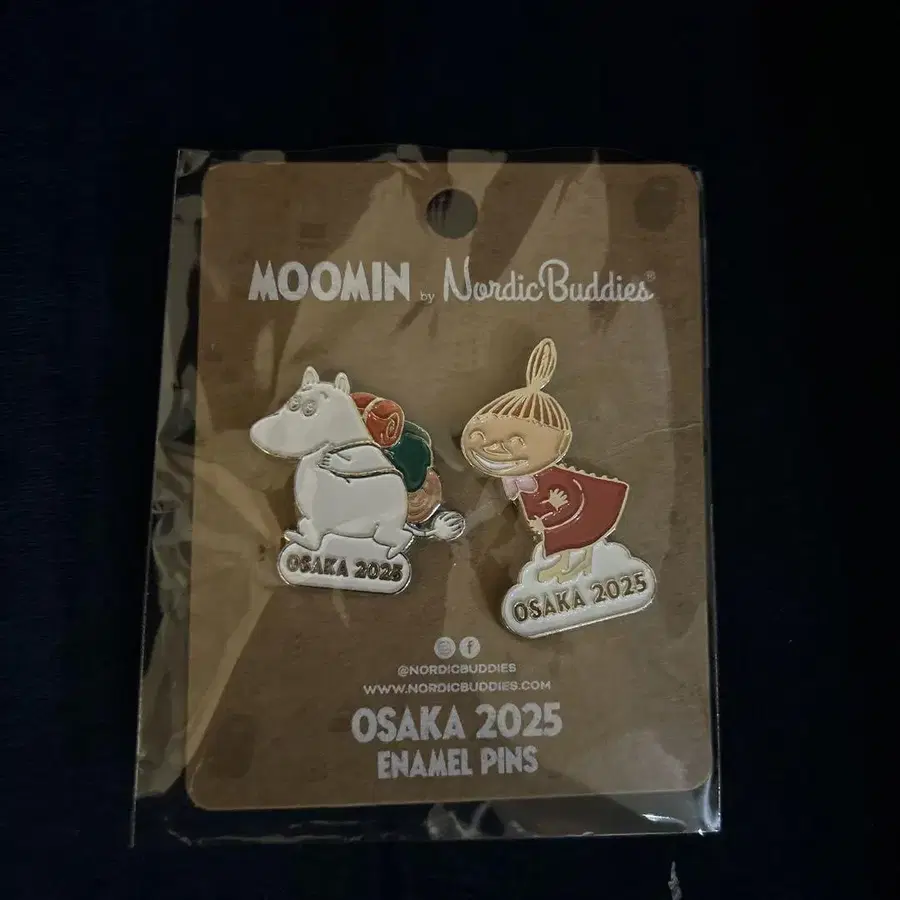 MOOMIN by NordicBuddies®
OSAKA 2025
OSAKA 2025
@NORDICBUDDIES
WWW.NORDICBUDDIES.COM
OSAKA 2025
ENAMEL PINS